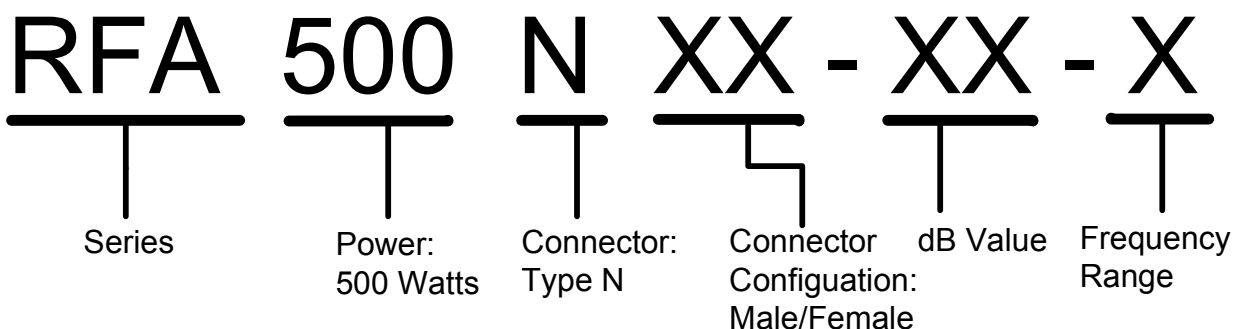 RFA 500 N XX - XX - X
Series
Power:
500 Watts
Connector:
Type N
Connector
Configuation:
Male/Female
dB Value
Frequency
Range